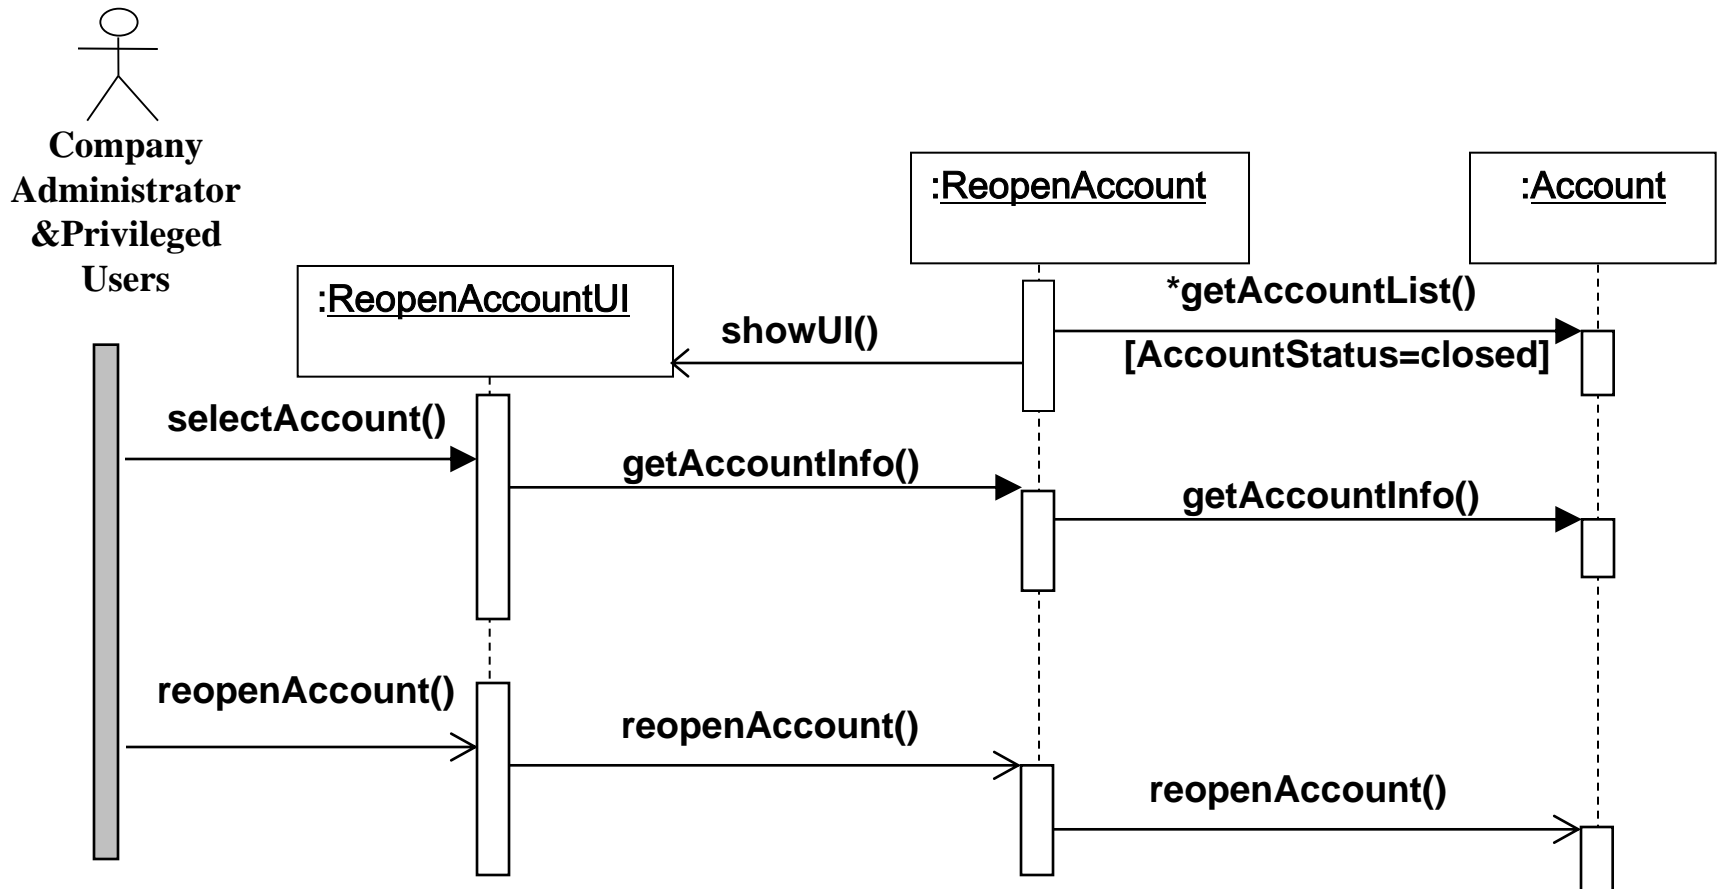 Company
Administrator
&Privileged
Users
:ReopenAccountUI
:ReopenAccount
:Account
*getAccountList()
[AccountStatus=closed]
showUI()
selectAccount()
getAccountInfo()
getAccountInfo()
reopenAccount()
reopenAccount()
reopenAccount()